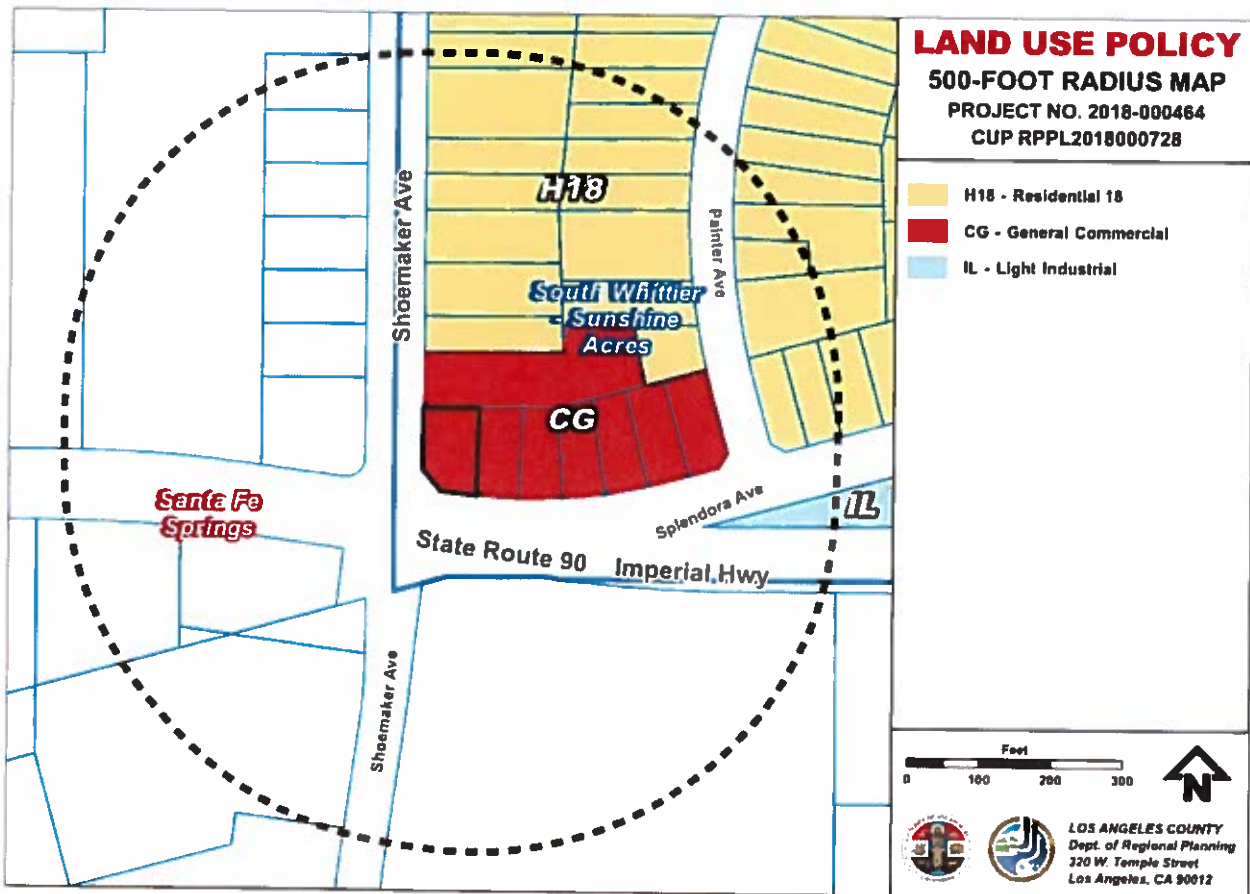 LAND USE POLICY
500-FOOT RADIUS MAP
PROJECT NO. 2018-000464
CUP RPPL2018000728
H18 - Residential 18
CG - General Commercial
IL - Light Industrial
Shoemaker Ave
H18
Painter Ave
South Whittier
- Sunshine
Acres
CG
Santa Fe
Springs
Splendora Ave
IL
State Route 90 Imperial Hwy
Shoemaker Ave
Feet
0 100 200 300
N
LOS ANGELES COUNTY
Dept. of Regional Planning
320 W. Temple Street
Los Angeles, CA 90012